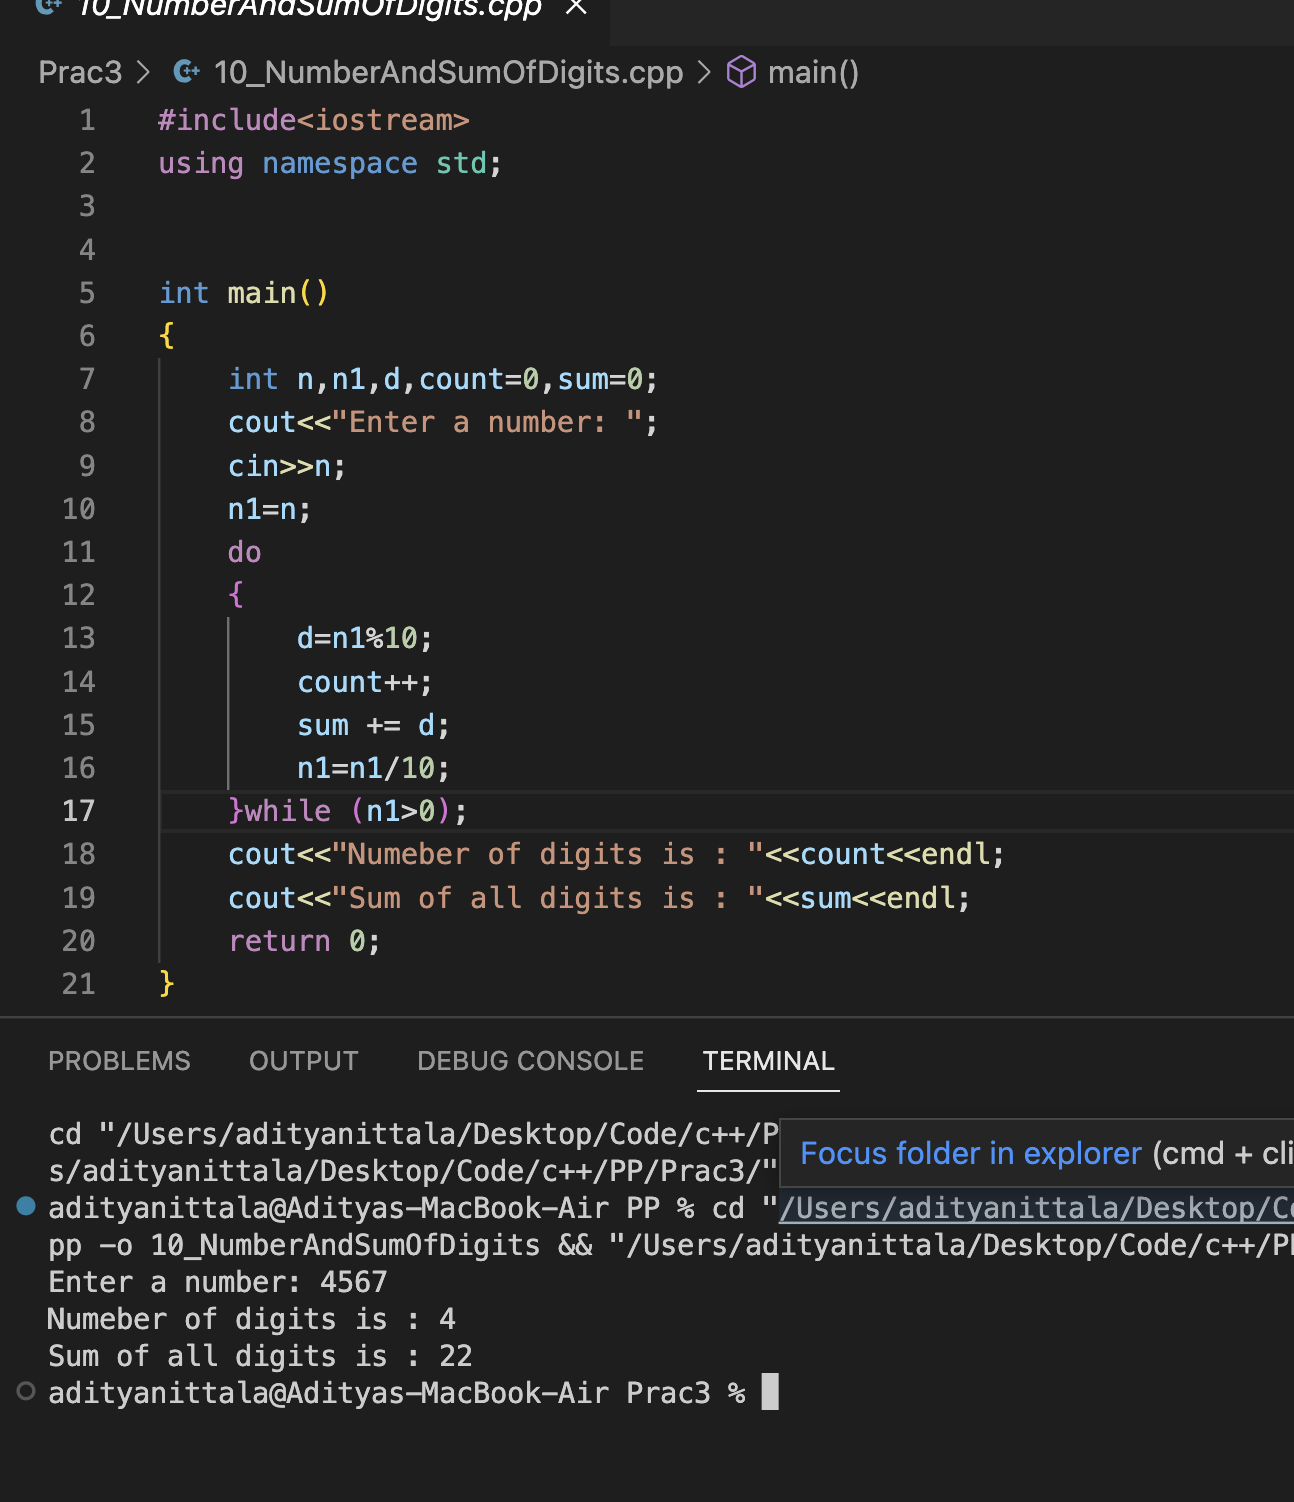 10_NumberAndSumOfDigits.cpp ×
Prac3 > 10_NumberAndSumOfDigits.cpp > main()
1 #include<iostream>
2 using namespace std;
3
4
5 int main()
6 {
7 int n,n1,d,count=0,sum=0;
8 cout<<"Enter a number: ";
9 cin>>n;
10 n1=n;
11 do
12 {
13 d=n1%10;
14 count++;
15 sum += d;
16 n1=n1/10;
17 }while (n1>0);
18 cout<<"Numeber of digits is : "<<count<<endl;
19 cout<<"Sum of all digits is : "<<sum<<endl;
20 return 0;
21 }
PROBLEMS OUTPUT DEBUG CONSOLE TERMINAL
cd "/Users/adityanittala/Desktop/Code/c++/P
Focus folder in explorer (cmd + cli
s/adityanittala/Desktop/Code/c++/PP/Prac3/"
adityanittala@Adityas-MacBook-Air PP % cd "/Users/adityanittala/Desktop/Co
pp -o 10_NumberAndSumOfDigits && "/Users/adityanittala/Desktop/Code/c++/PP
Enter a number: 4567
Numeber of digits is : 4
Sum of all digits is : 22
adityanittala@Adityas-MacBook-Air Prac3 %